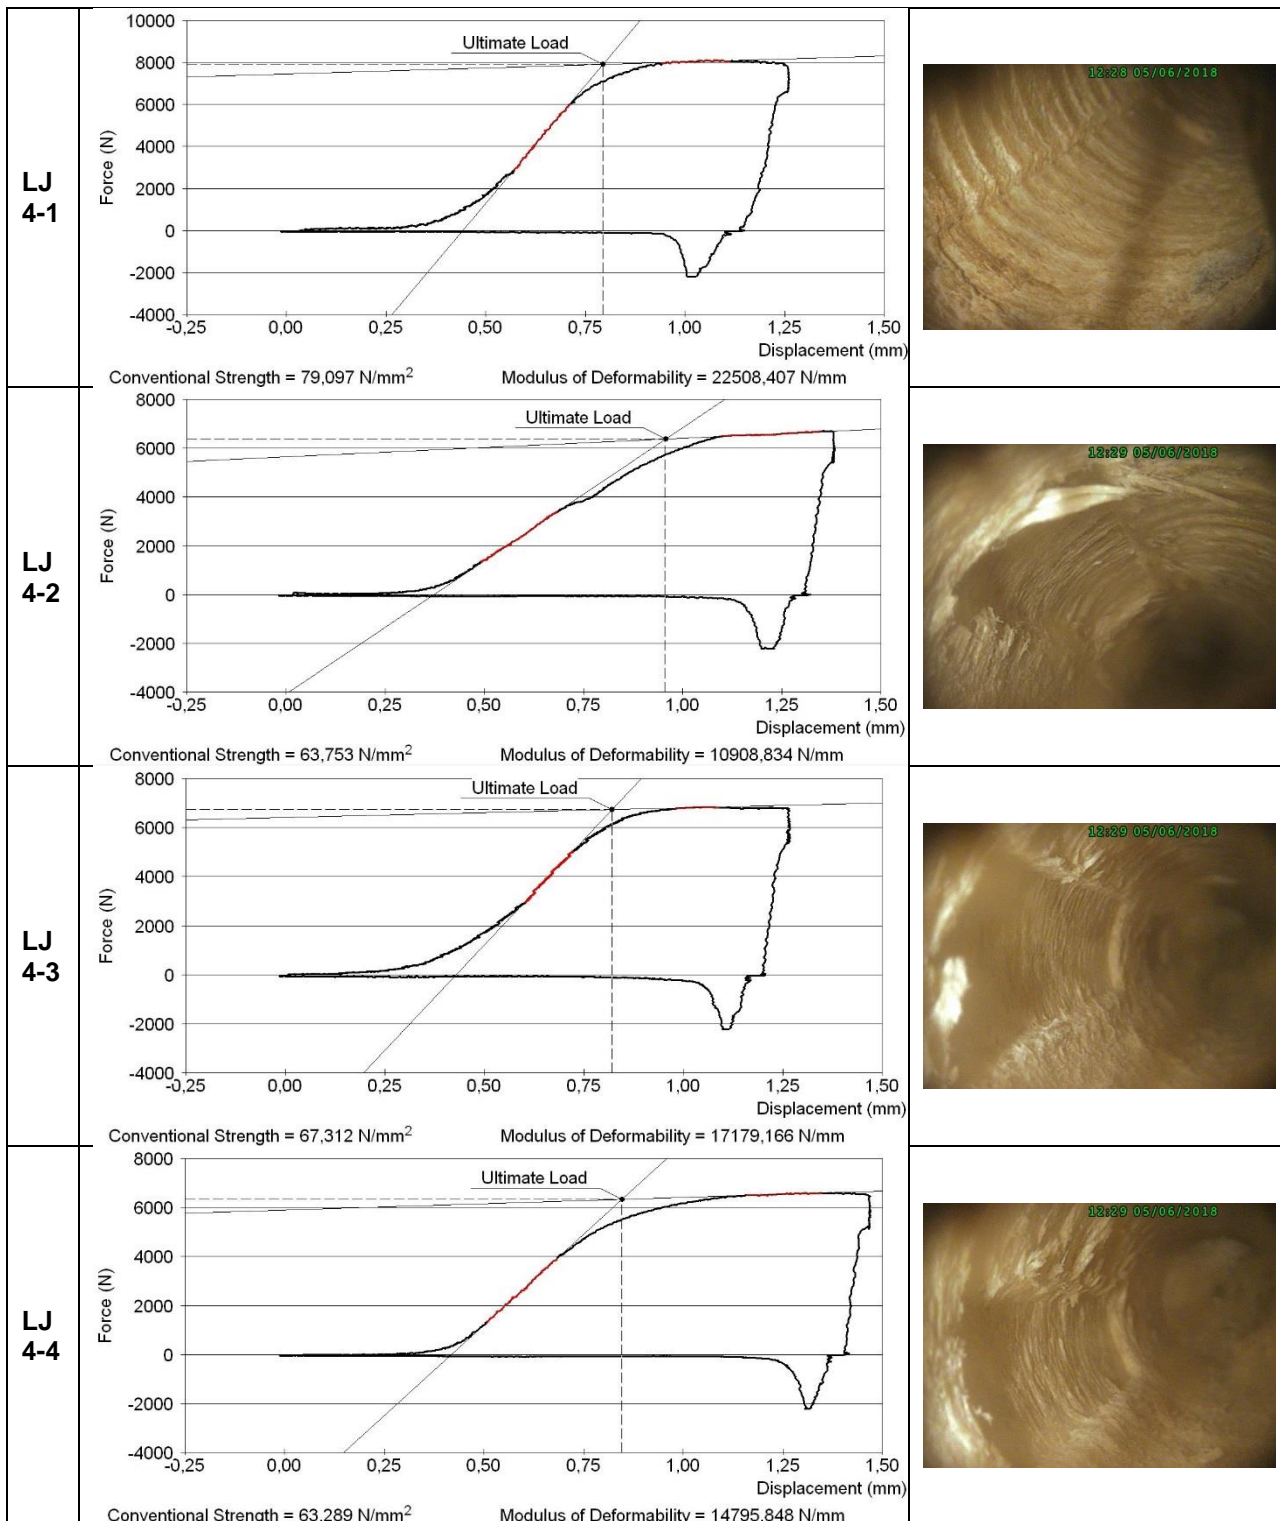 LJ
4-1
10000
8000
6000
4000
2000
0
-2000
-4000
Force (N)
Ultimate Load
-0,25 0,00 0,25 0,50 0,75 1,00 1,25 1,50
Displacement (mm)
Conventional Strength = 79,097 N/mm² Modulus of Deformability = 22508,407 N/mm
12:28 05/06/2018
LJ
4-2
8000
6000
4000
2000
0
-2000
-4000
Force (N)
Ultimate Load
-0,25 0,00 0,25 0,50 0,75 1,00 1,25 1,50
Displacement (mm)
Conventional Strength = 63,753 N/mm² Modulus of Deformability = 10908,834 N/mm
12:29 05/06/2018
LJ
4-3
8000
6000
4000
2000
0
-2000
-4000
Force (N)
Ultimate Load
-0,25 0,00 0,25 0,50 0,75 1,00 1,25 1,50
Displacement (mm)
Conventional Strength = 67,312 N/mm² Modulus of Deformability = 17179,166 N/mm
12:29 05/06/2018
LJ
4-4
8000
6000
4000
2000
0
-2000
-4000
Force (N)
Ultimate Load
-0,25 0,00 0,25 0,50 0,75 1,00 1,25 1,50
Displacement (mm)
Conventional Strength = 63,289 N/mm² Modulus of Deformability = 14795,848 N/mm
12:29 05/06/2018